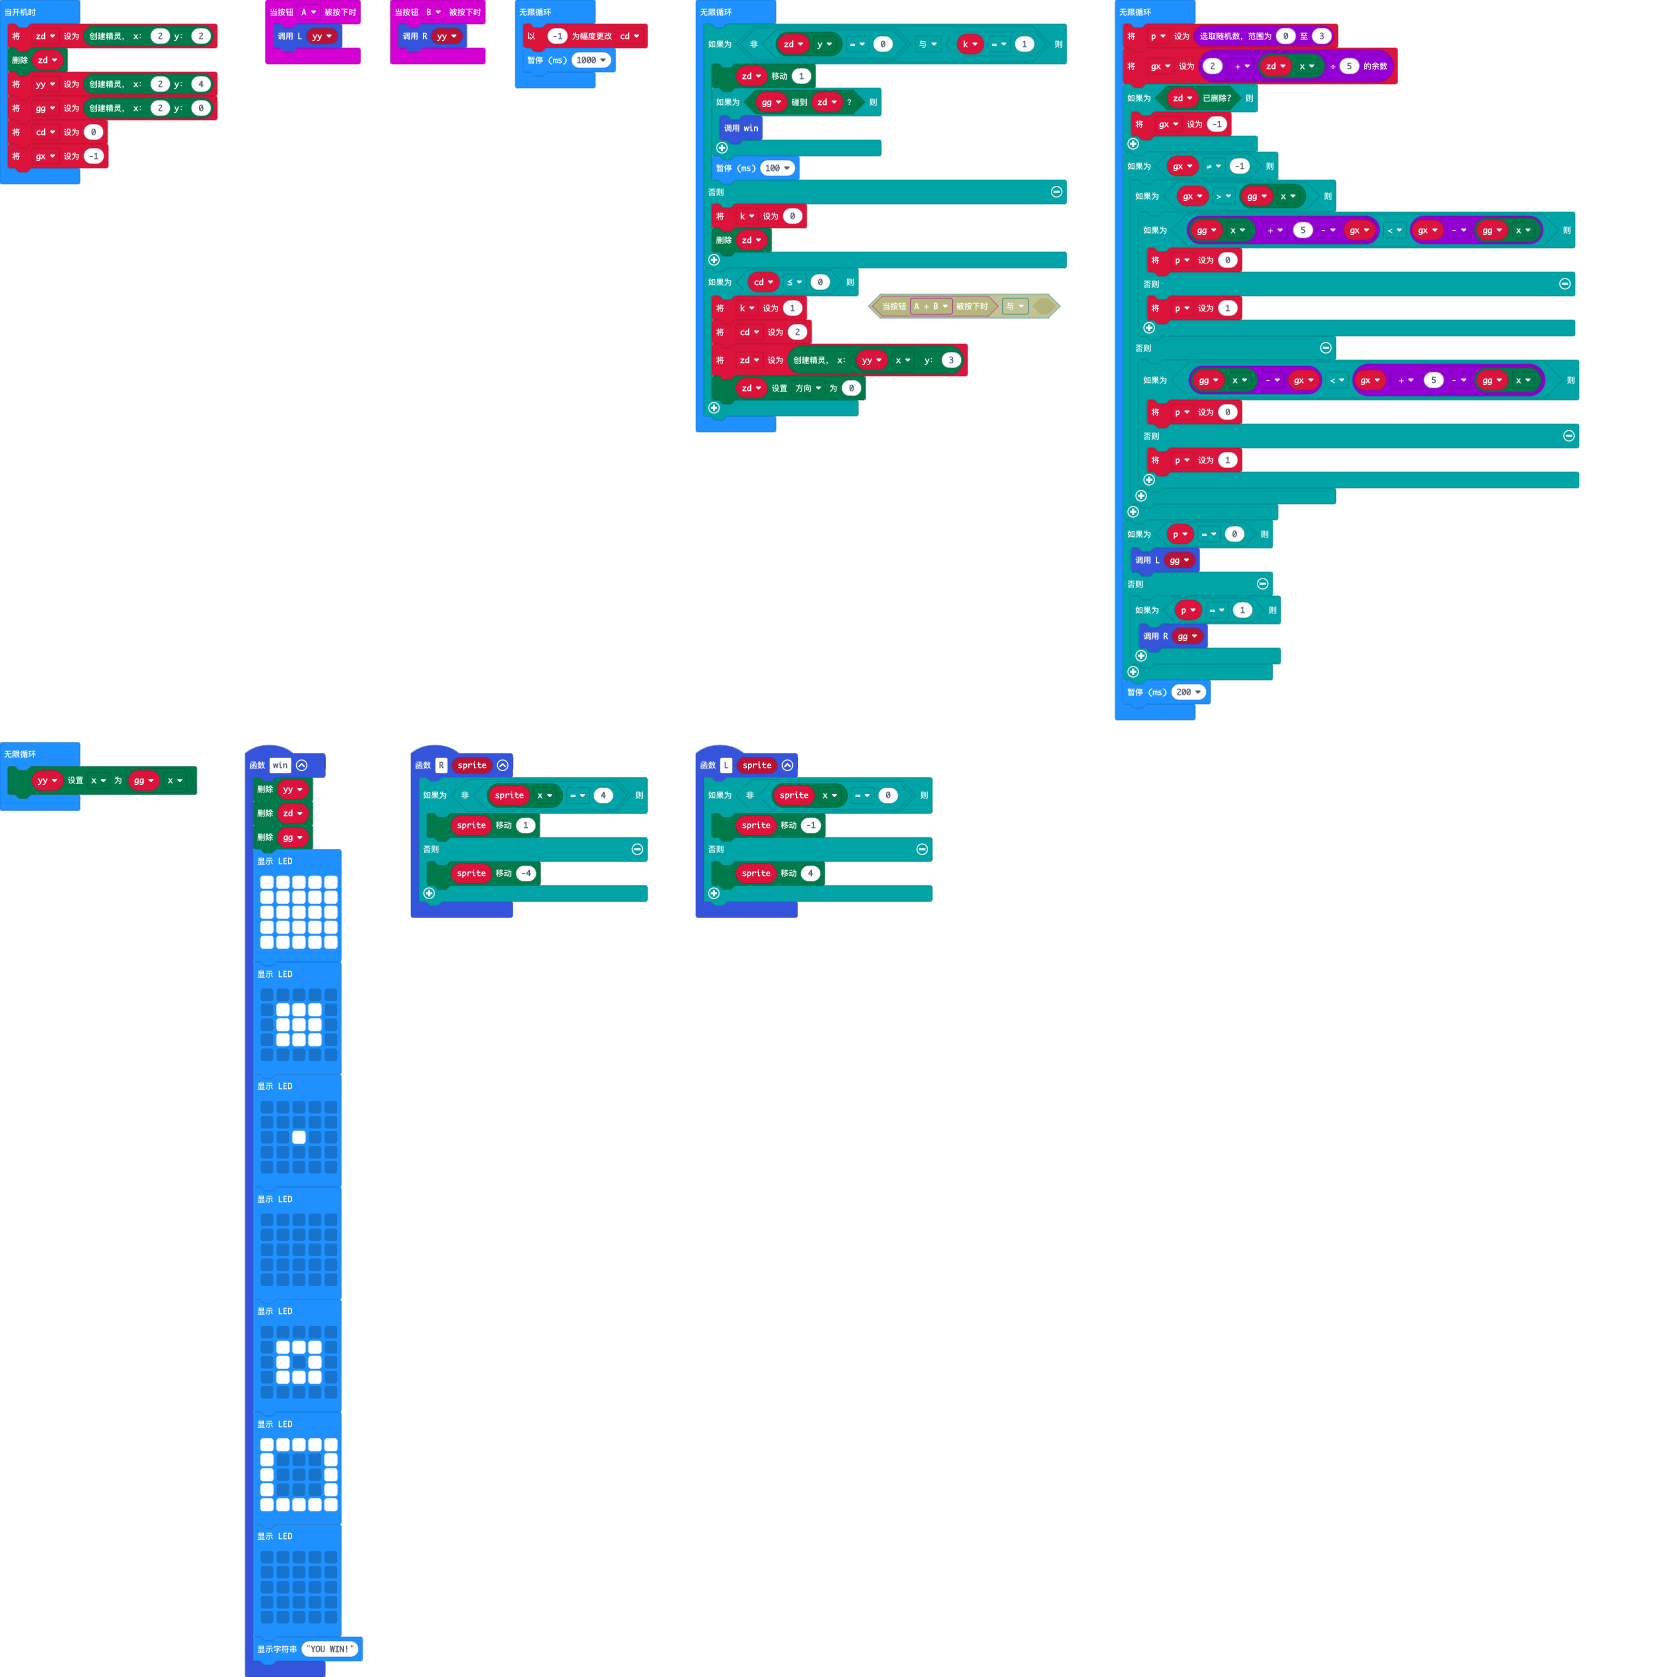 当开机时
将 zd 设为 创建精灵，x: 2 y: 2
删除 zd
将 yy 设为 创建精灵，x: 2 y: 4
将 gg 设为 创建精灵，x: 2 y: 0
将 cd 设为 0
将 gx 设为 -1
当按钮 A 被按下时
调用 L yy
当按钮 B 被按下时
调用 R yy
无限循环
以 -1 为幅度更改 cd
暂停 (ms) 1000
无限循环
如果为 非 zd y = 0 与 k = 1 则
zd 移动 1
如果为 gg 碰到 zd ? 则
调用 win
暂停 (ms) 100
否则
将 k 设为 0
删除 zd
如果为 cd ≤ 0 则
当按钮 A + B 被按下时 与
将 k 设为 1
将 cd 设为 2
将 zd 设为 创建精灵，x: yy x y: 3
zd 设置 方向 为 0
无限循环
将 p 设为 选取随机数，范围为 0 至 3
将 gx 设为 2 + zd x ÷ 5 的余数
如果为 zd 已删除? 则
将 gx 设为 -1
如果为 gx ≠ -1 则
如果为 gx > gg x 则
如果为 gg x + 5 - gx < gx - gg x 则
将 p 设为 0
否则
将 p 设为 1
否则
如果为 gg x - gx < gx + 5 - gg x 则
将 p 设为 0
否则
将 p 设为 1
如果为 p = 0 则
调用 L gg
否则
如果为 p = 1 则
调用 R gg
暂停 (ms) 200
无限循环
yy 设置 x 为 gg x
函数 win
删除 yy
删除 zd
删除 gg
显示 LED
显示 LED
显示 LED
显示 LED
显示 LED
显示 LED
显示 LED
显示字符串 "YOU WIN!"
函数 R sprite
如果为 非 sprite x = 4 则
sprite 移动 1
否则
sprite 移动 -4
函数 L sprite
如果为 非 sprite x = 0 则
sprite 移动 -1
否则
sprite 移动 4